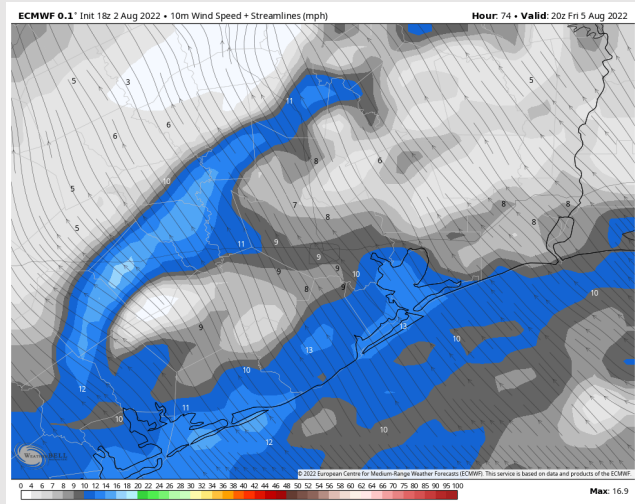 ECMWF 0.1° Init 18z 2 Aug 2022 • 10m Wind Speed + Streamlines (mph) Hour: 74 • Valid: 20z Fri 5 Aug 2022
5 3 5
11
6 6
10 8 6
5
7 8 8 8
5 8
11 9
9 9
9 10
8 9 10
9 13
13 10
10
12
10 11
12 10
WEATHERBELL
© 2022 European Centre for Medium-Range Weather Forecasts (ECMWF). This service is based on data and products of the ECMWF.
0 4 6 7 8 9 10 12 14 16 18 20 22 24 26 28 30 32 34 36 38 40 42 44 46 48 50 52 54 56 58 60 62 64 66 70 75 80 85 90 95 100
Max: 16.9